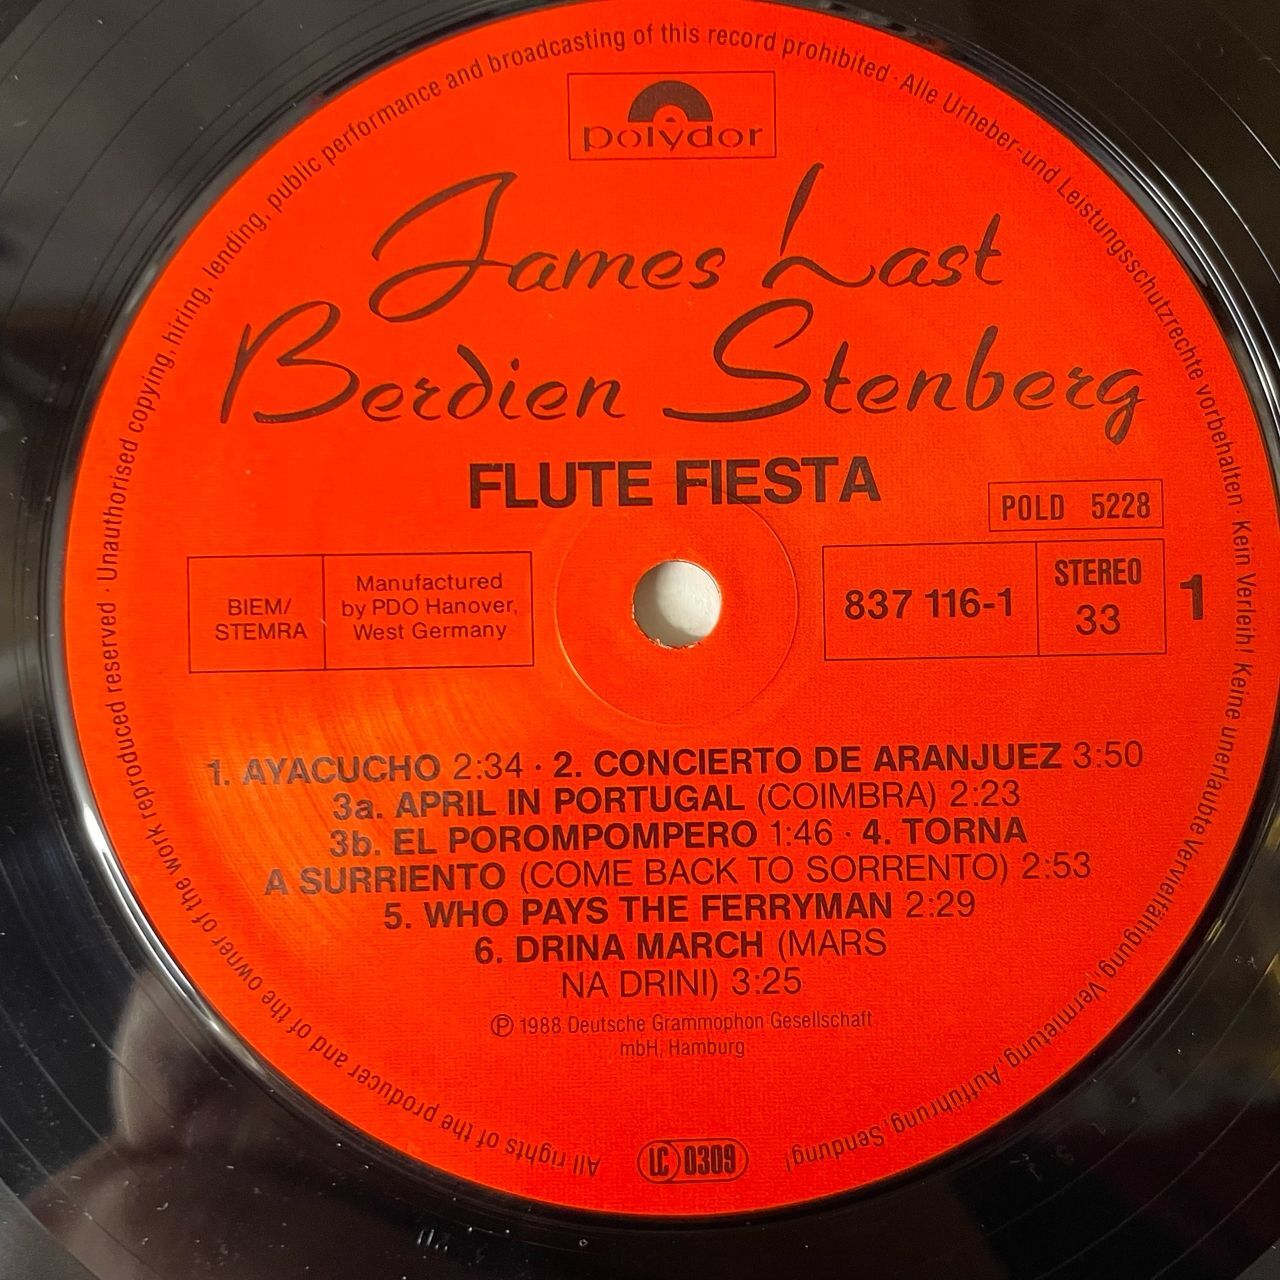 polydor
James Last
Berdien Stenberg
FLUTE FIESTA
POLD 5228
BIEM/
STEMRA
Manufactured
by PDO Hanover,
West Germany
837 116-1
STEREO
33
1
1. AYACUCHO 2:34 · 2. CONCIERTO DE ARANJUEZ 3:50
3a. APRIL IN PORTUGAL (COIMBRA) 2:23
3b. EL POROMPOMPERO 1:46 · 4. TORNA
A SURRIENTO (COME BACK TO SORRENTO) 2:53
5. WHO PAYS THE FERRYMAN 2:29
6. DRINA MARCH (MARS
NA DRINI) 3:25
℗ 1988 Deutsche Grammophon Gesellschaft
mbH, Hamburg
LC 0309
All rights of the producer and of the owner of the work reproduced reserved · Unauthorised copying, hiring, lending, public performance and broadcasting of this record prohibited · Alle Urheber-und Leistungsschutzrechte vorbehalten · Kein Verleih! Keine unerlaubte Vervielfältigung, Vermietung, Aufführung, Sendung!